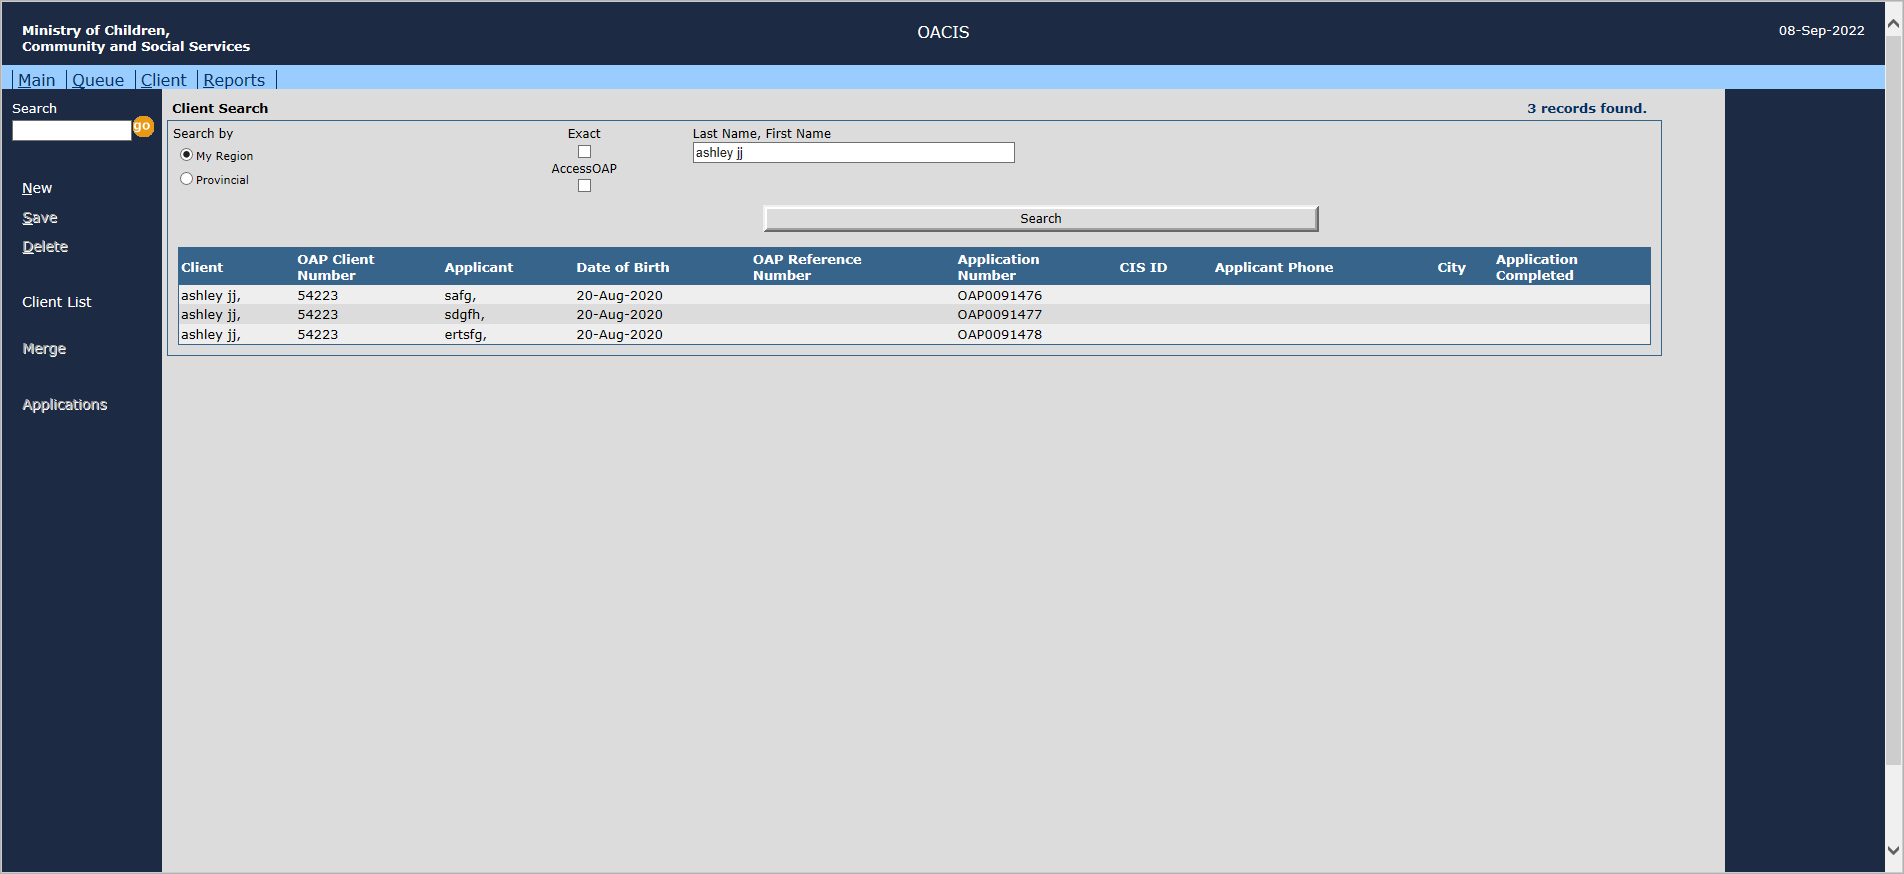 Ministry of Children,
Community and Social Services
OACIS
08-Sep-2022
Main
Queue
Client
Reports
Search
go
New
Save
Delete
Client List
Merge
Applications
Client Search
3 records found.
Search by
My Region
Provincial
Exact
AccessOAP
Last Name, First Name
ashley jj
Search
Client OAP Client Number Applicant Date of Birth OAP Reference Number Application Number CIS ID Applicant Phone City Application Completed
ashley jj, 54223 safg, 20-Aug-2020 OAP0091476
ashley jj, 54223 sdgfh, 20-Aug-2020 OAP0091477
ashley jj, 54223 ertsfg, 20-Aug-2020 OAP0091478